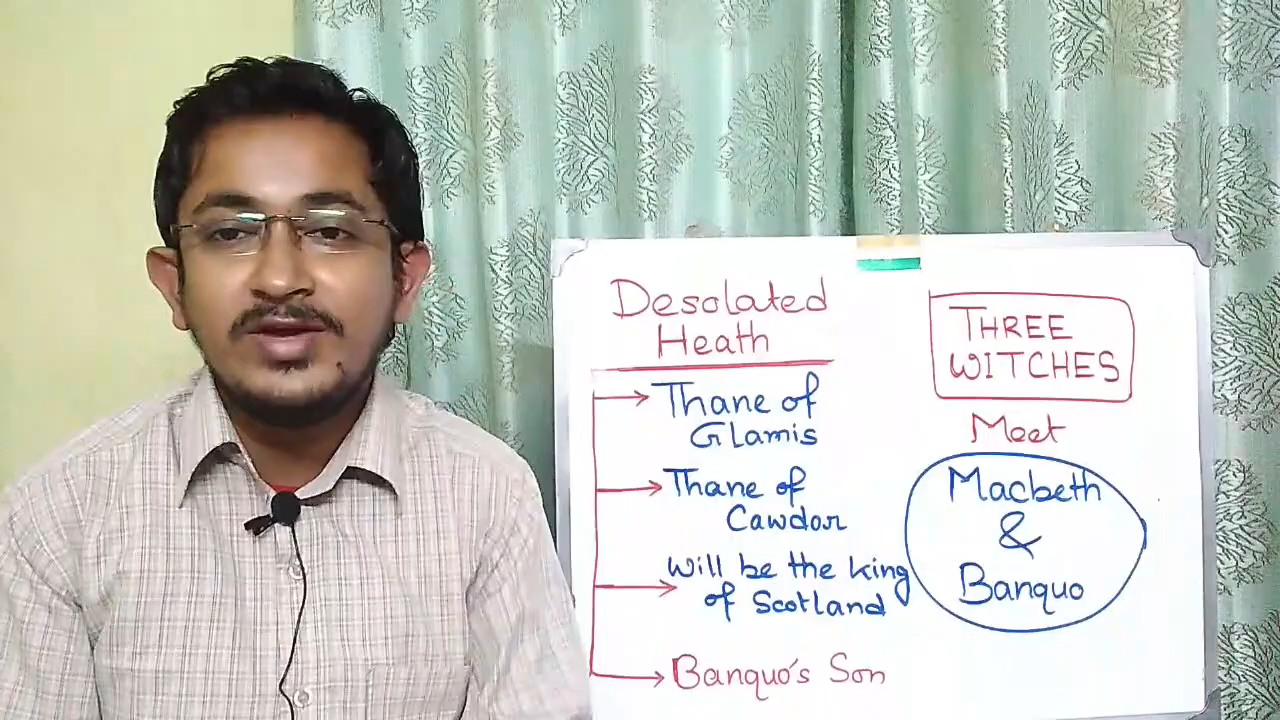 Desolated
Heath
Thane of
Glamis
Thane of
Cawdor
Will be the king
of Scotland
Banquo's Son
THREE
WITCHES
Meet
Macbeth
&
Banquo